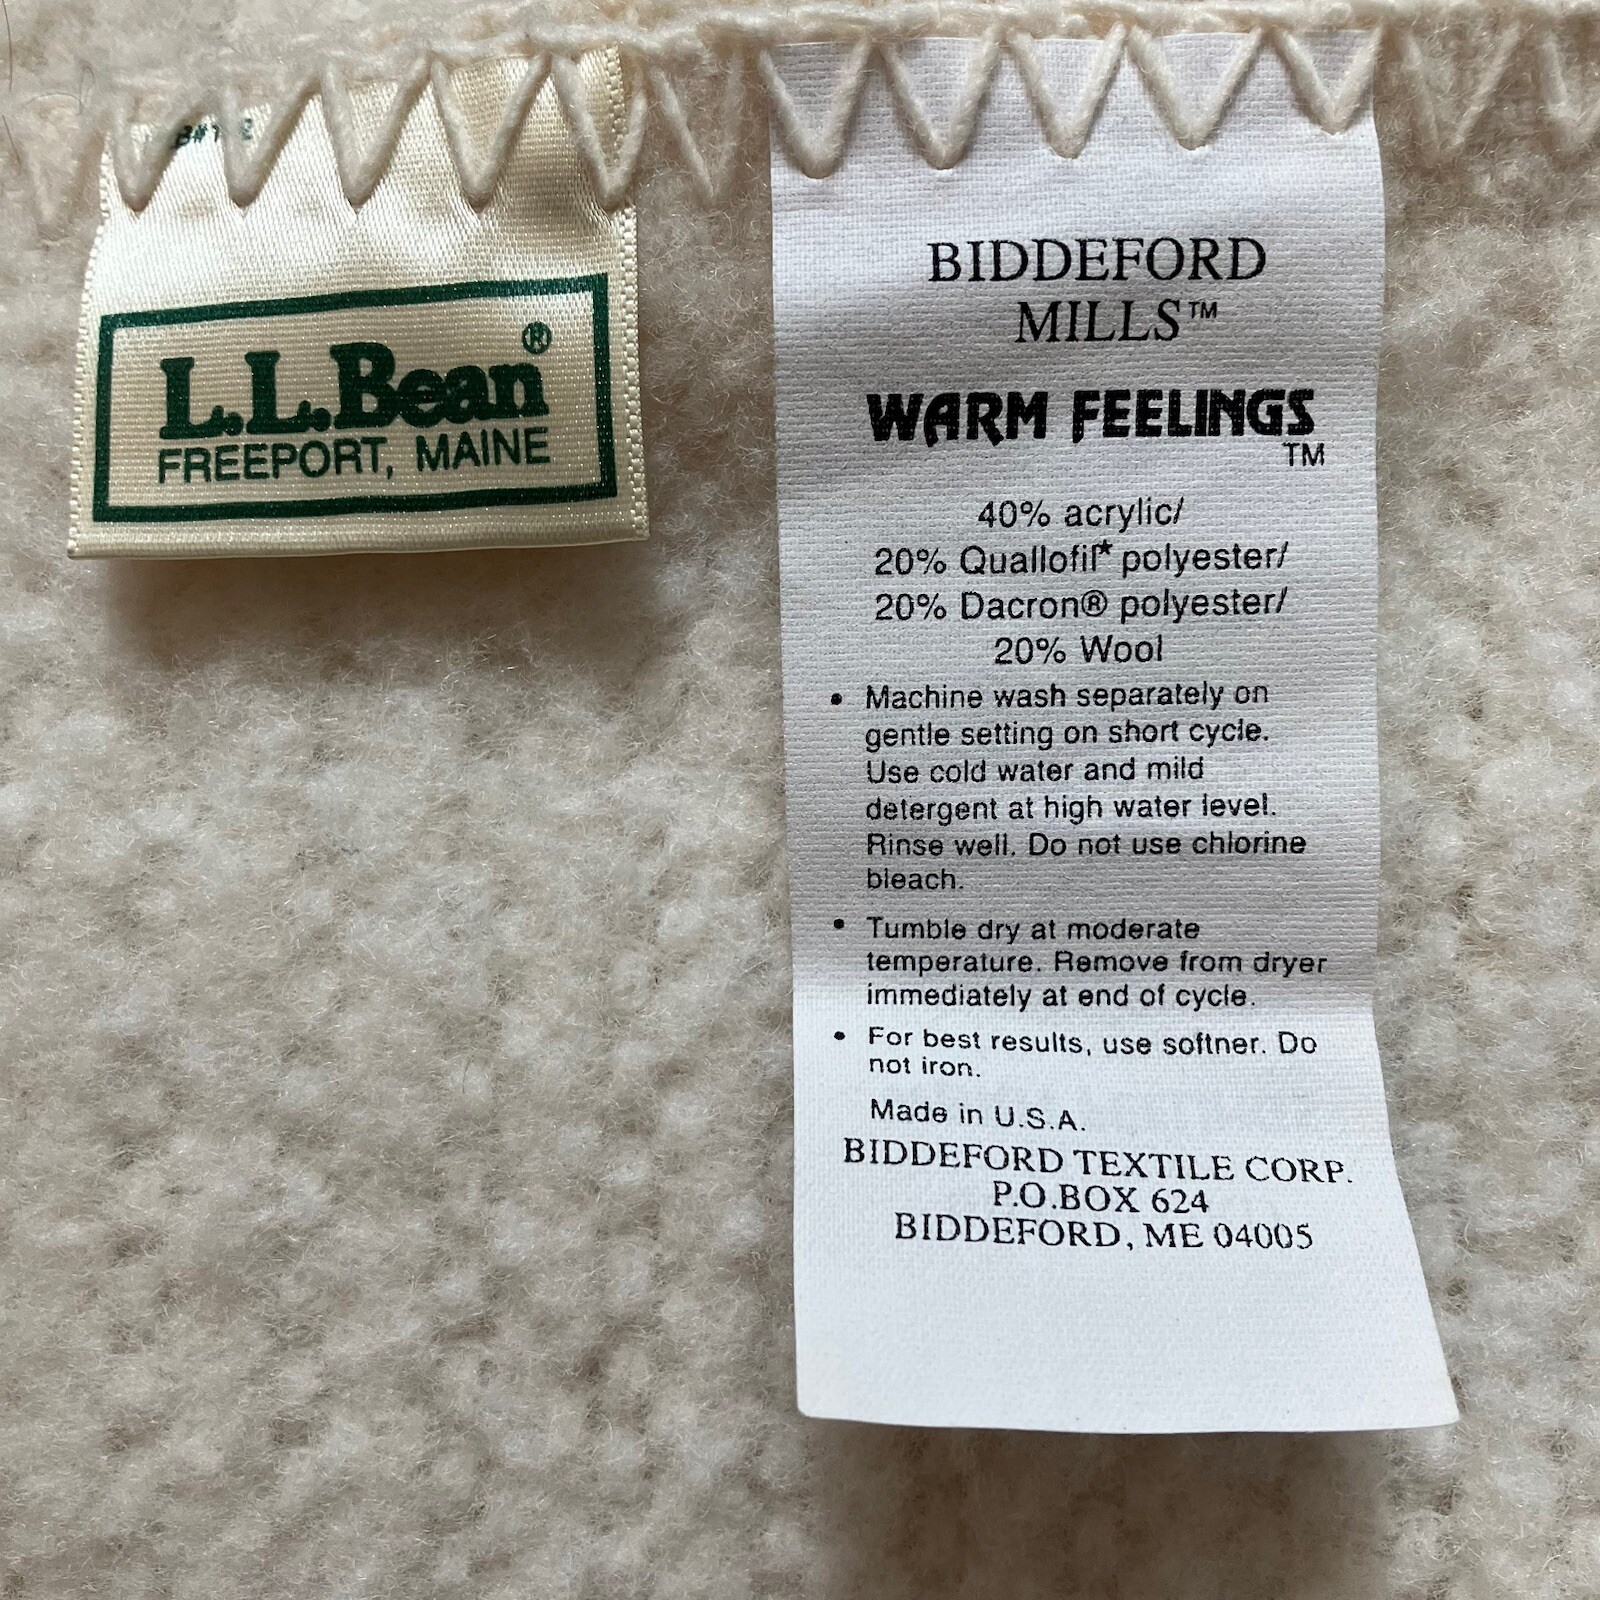 L.L.Bean®
FREEPORT, MAINE
BIDDEFORD
MILLS™
WARM FEELINGS
TM
40% acrylic/
20% Quallofil★ polyester/
20% Dacron® polyester/
20% Wool
• Machine wash separately on
gentle setting on short cycle.
Use cold water and mild
detergent at high water level.
Rinse well. Do not use chlorine
bleach.
• Tumble dry at moderate
temperature. Remove from dryer
immediately at end of cycle.
• For best results, use softner. Do
not iron.
Made in U.S.A.
BIDDEFORD TEXTILE CORP.
P.O.BOX 624
BIDDEFORD, ME 04005